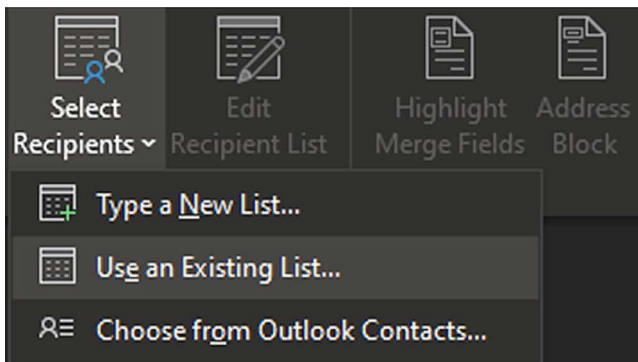 Select
Recipients
Edit
Recipient List
Highlight
Merge Fields
Address
Block
Type a New List...
Use an Existing List...
Choose from Outlook Contacts...